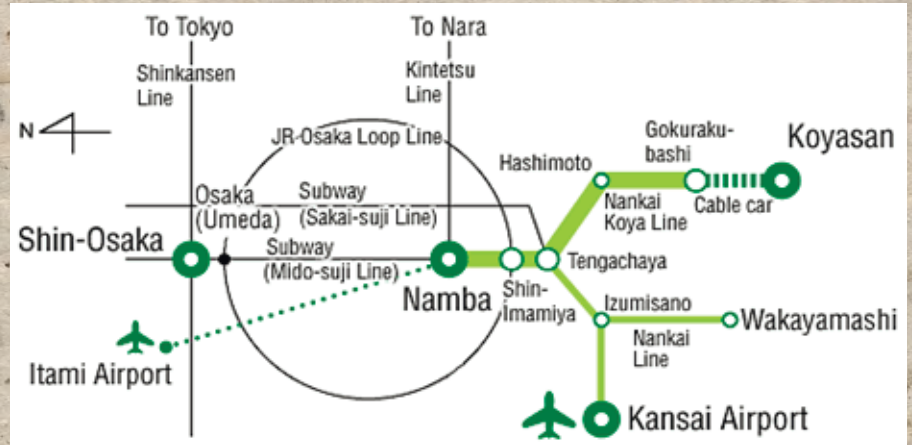 To Tokyo
To Nara
Shinkansen
Line
Kintetsu
Line
N
JR-Osaka Loop Line
Gokuraku-
bashi
Koyasan
Hashimoto
Nankai
Koya Line
Cable car
Osaka
(Umeda)
Subway
(Sakai-suji Line)
Shin-Osaka
Subway
(Mido-suji Line)
Namba
Shin-
Imamiya
Tengachaya
Izumisano
Wakayamashi
Nankai
Line
Itami Airport
Kansai Airport